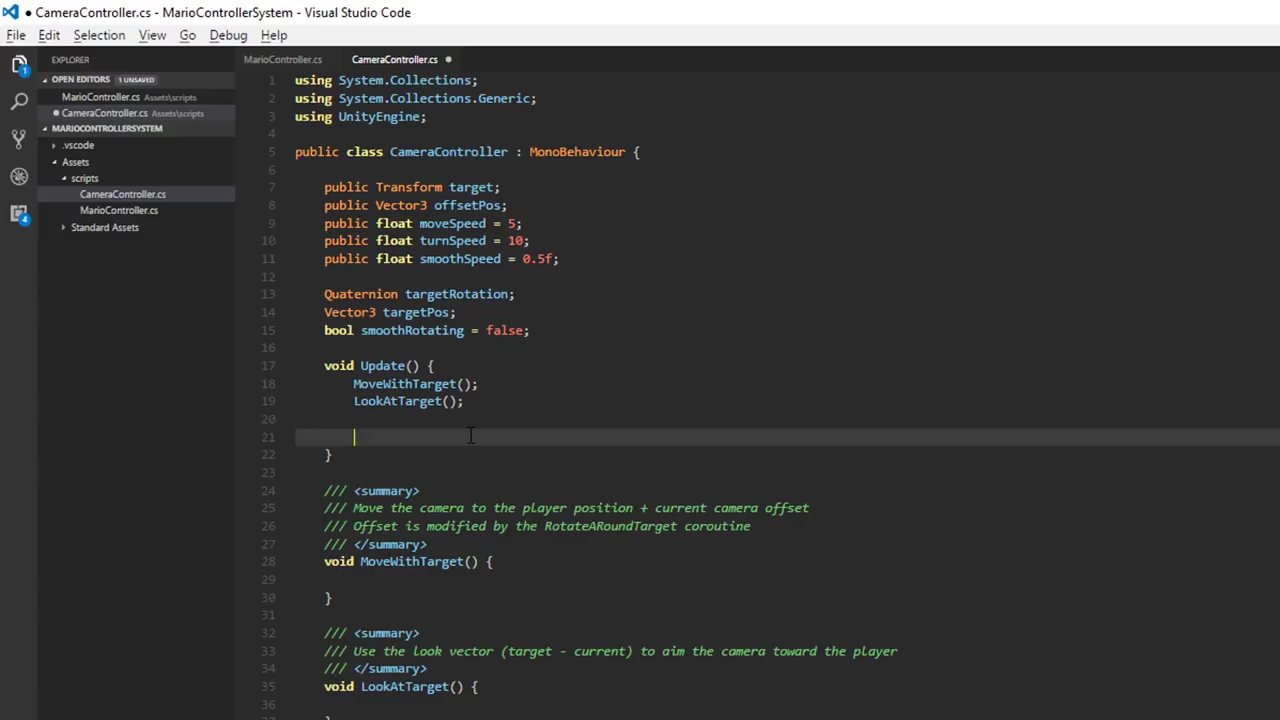 CameraController.cs - MarioControllerSystem - Visual Studio Code
File Edit Selection View Go Debug Help
EXPLORER
OPEN EDITORS 1 UNSAVED
MarioController.cs Assets\scripts
CameraController.cs Assets\scripts
MARIOCONTROLLERSYSTEM
.vscode
Assets
scripts
CameraController.cs
MarioController.cs
Standard Assets
1
4
MarioController.cs CameraController.cs
1 using System.Collections;
2 using System.Collections.Generic;
3 using UnityEngine;
4
5 public class CameraController : MonoBehaviour {
6
7 public Transform target;
8 public Vector3 offsetPos;
9 public float moveSpeed = 5;
10 public float turnSpeed = 10;
11 public float smoothSpeed = 0.5f;
12
13 Quaternion targetRotation;
14 Vector3 targetPos;
15 bool smoothRotating = false;
16
17 void Update() {
18 MoveWithTarget();
19 LookAtTarget();
20
21
22 }
23
24 /// <summary>
25 /// Move the camera to the player position + current camera offset
26 /// Offset is modified by the RotateARoundTarget coroutine
27 /// </summary>
28 void MoveWithTarget() {
29
30 }
31
32 /// <summary>
33 /// Use the look vector (target - current) to aim the camera toward the player
34 /// </summary>
35 void LookAtTarget() {
36